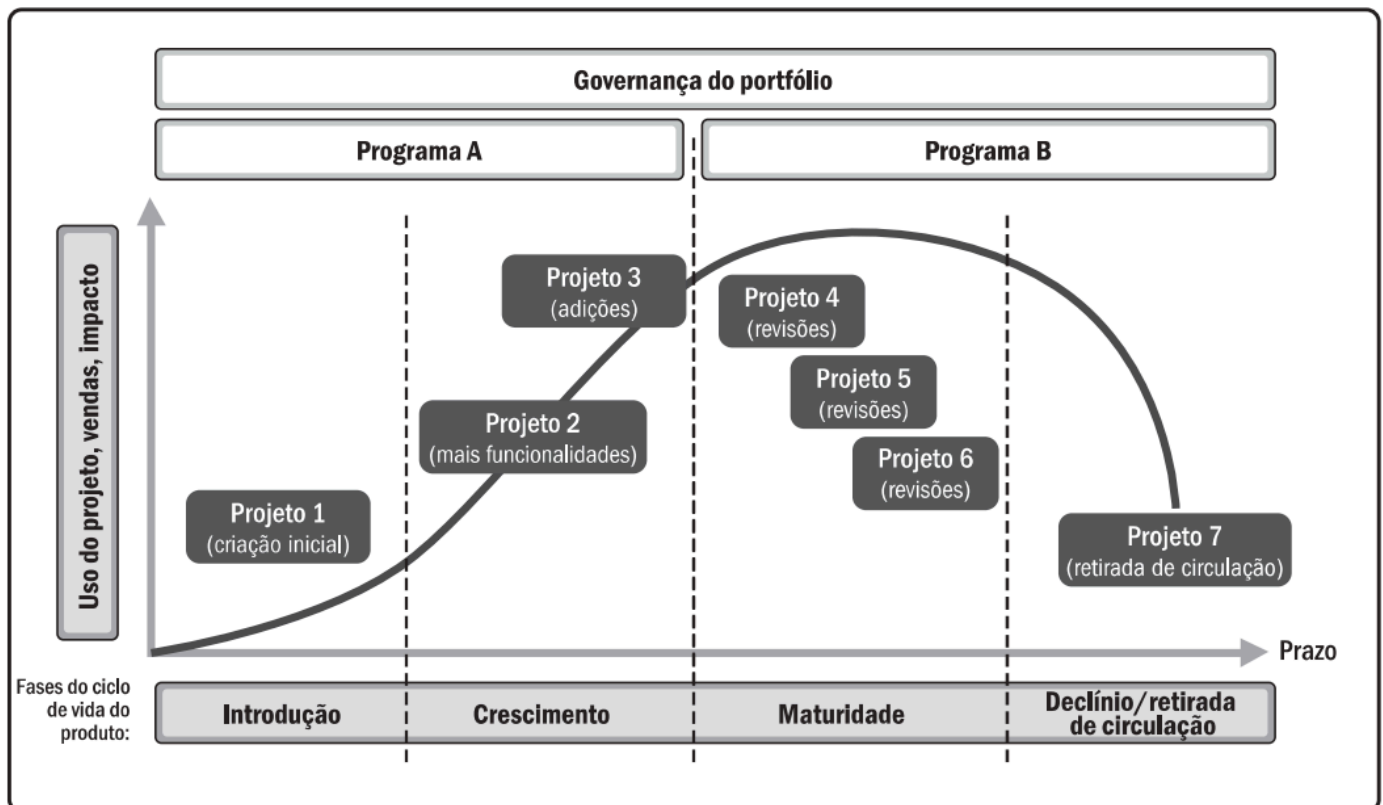 Governança do portfólio
Programa A
Programa B
Uso do projeto, vendas, impacto
Projeto 3
(adições)
Projeto 4
(revisões)
Projeto 5
(revisões)
Projeto 2
(mais funcionalidades)
Projeto 6
(revisões)
Projeto 1
(criação inicial)
Projeto 7
(retirada de circulação)
Prazo
Fases do ciclo
de vida do
produto:
Introdução
Crescimento
Maturidade
Declínio/retirada
de circulação